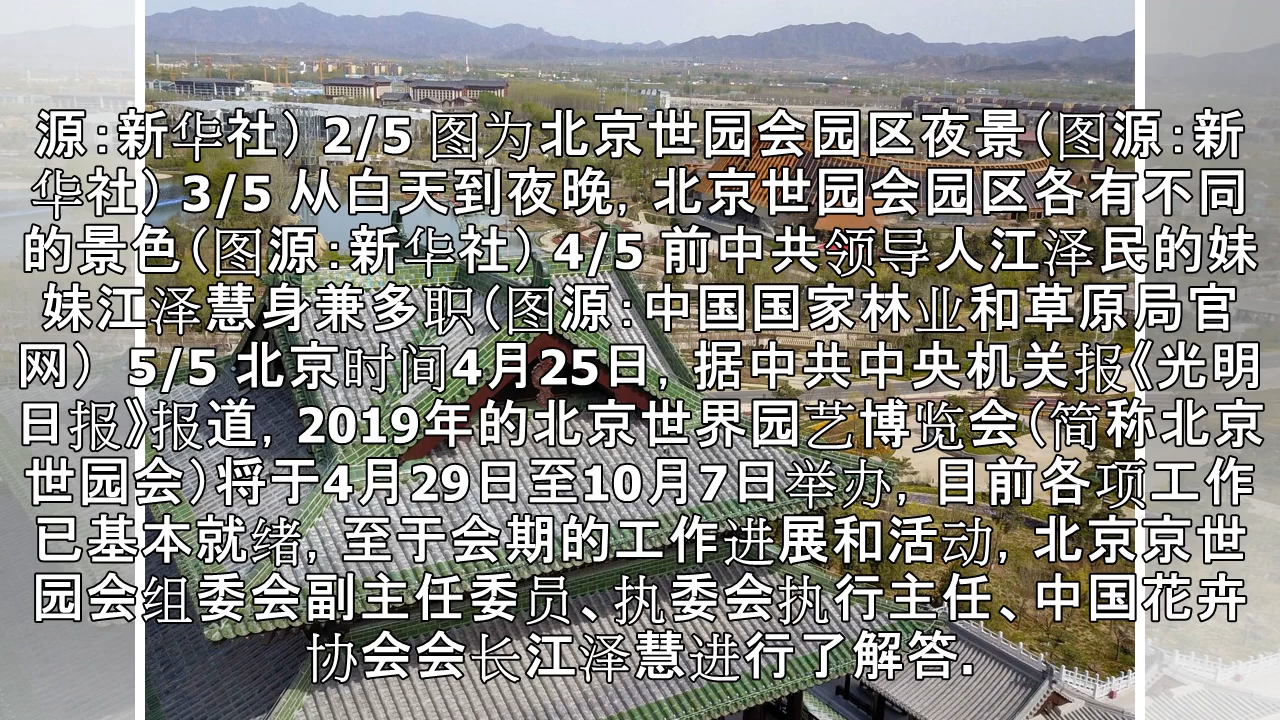 源:新华社) 2/5 图为北京世园会园区夜景(图源:新
华社) 3/5 从白天到夜晚, 北京世园会园区各有不同
的景色(图源:新华社) 4/5 前中共领导人江泽民的妹
妹江泽慧身兼多职(图源:中国国家林业和草原局官
网) 5/5 北京时间4月25日, 据中共中央机关报《光明
日报》报道, 2019年的北京世界园艺博览会(简称北京
世园会)将于4月29日至10月7日举办, 目前各项工作
已基本就绪, 至于会期的工作进展和活动, 北京京世
园会组委会副主任委员、执委会执行主任、中国花卉
协会会长江泽慧进行了解答.